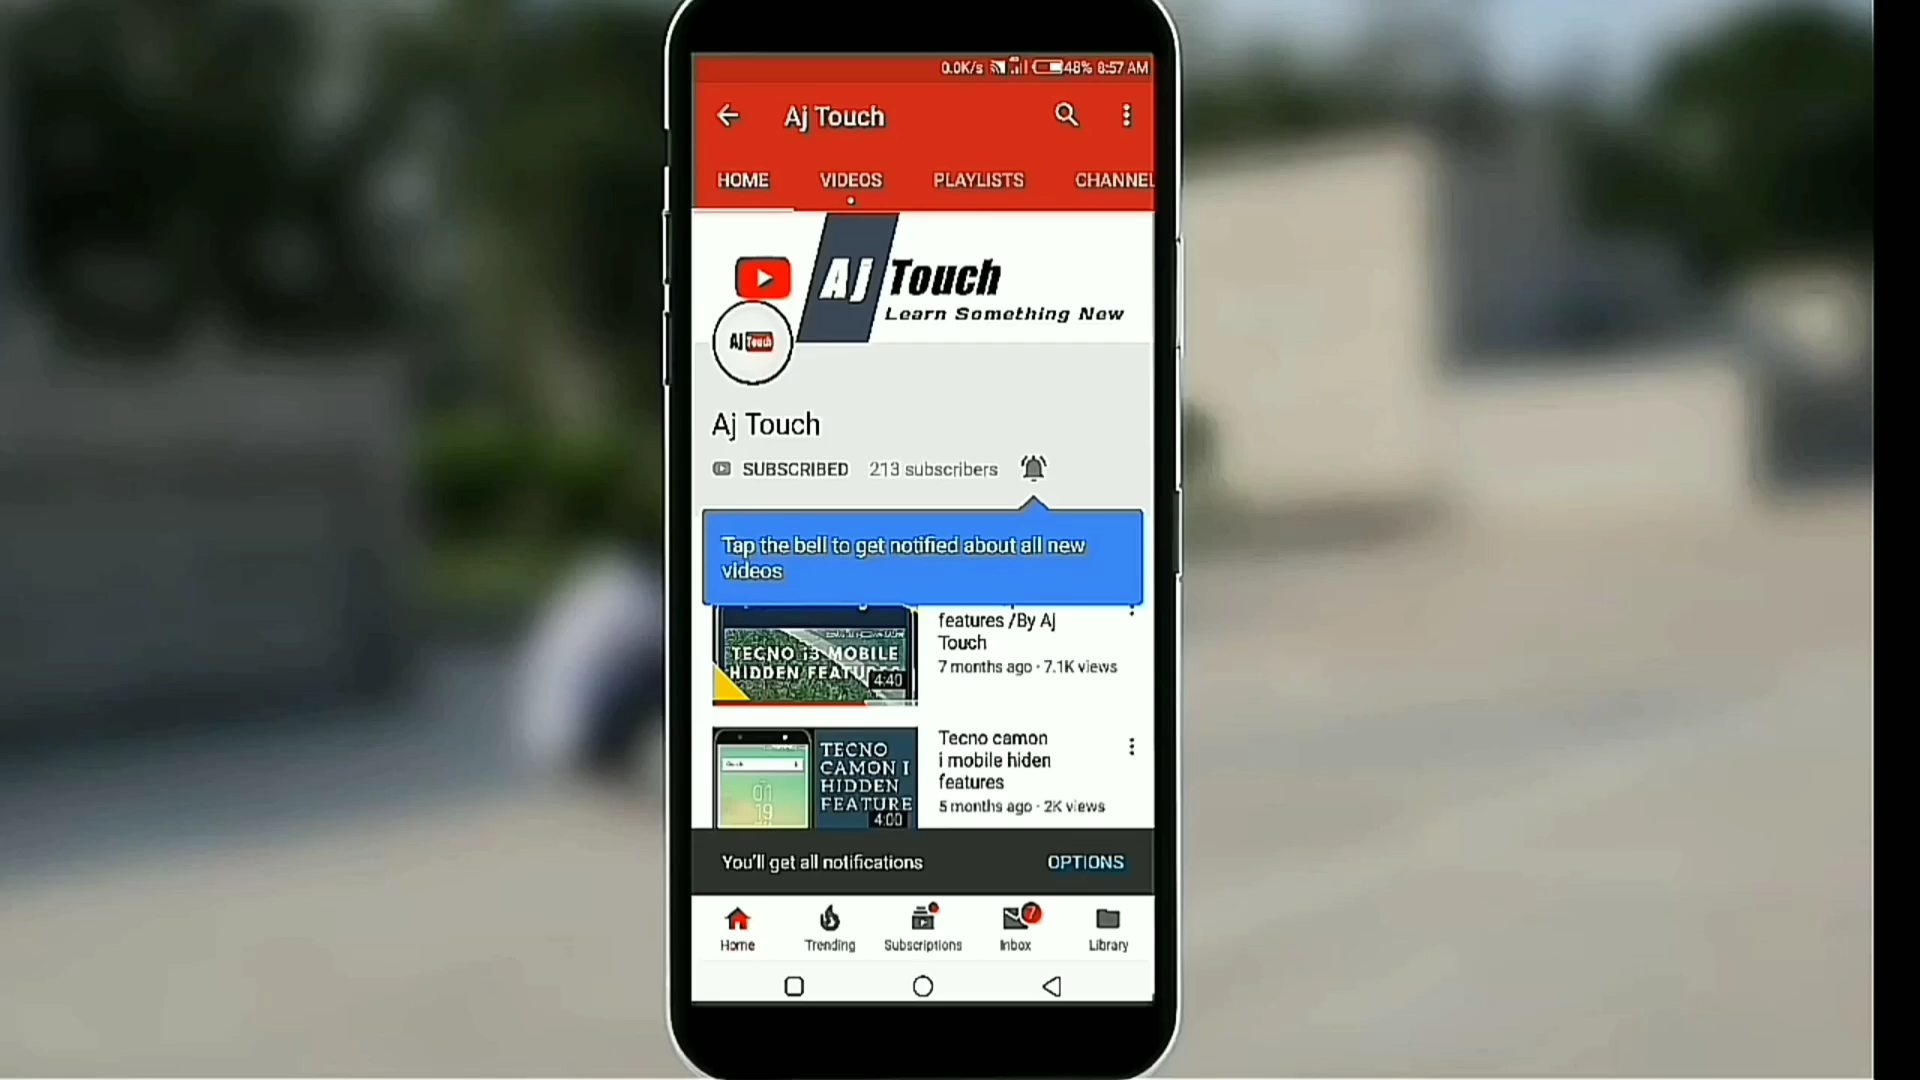 0.0K/s 48% 8:57 AM
Aj Touch
HOME VIDEOS PLAYLISTS CHANNEL
Aj Touch
Learn Something New
Aj Touch
Aj Touch
SUBSCRIBED 213 subscribers
Tap the bell to get notified about all new
videos
features /By Aj
Touch
7 months ago · 7.1K views
TECNO i3 MOBILE
HIDDEN FEATU
4:40
Tecno camon
i mobile hiden
features
5 months ago · 2K views
TECNO
CAMON I
HIDDEN
FEATURE
4:00
01
19
You'll get all notifications OPTIONS
7
Home Trending Subscriptions Inbox Library